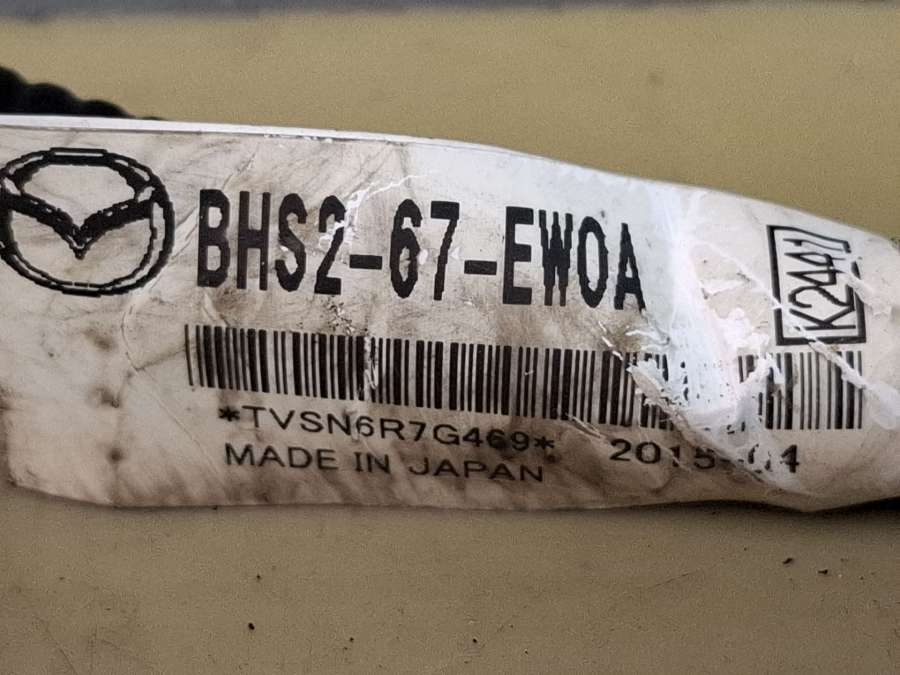 BHS2-67-EW0A
K2441
*TVSN6R7G469*
MADE IN JAPAN